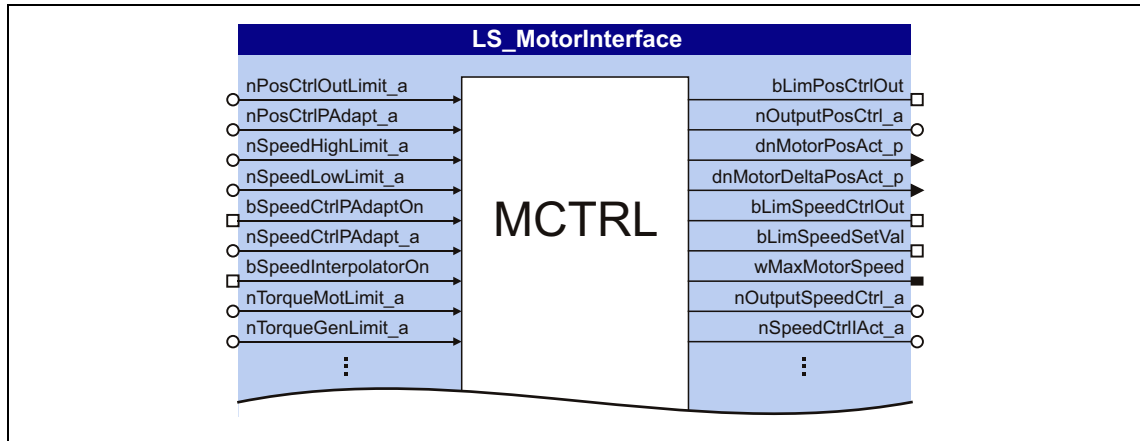 LS_MotorInterface
nPosCtrlOutLimit_a
nPosCtrlPAdapt_a
nSpeedHighLimit_a
nSpeedLowLimit_a
bSpeedCtrlPAdaptOn
nSpeedCtrlPAdapt_a
bSpeedInterpolatorOn
nTorqueMotLimit_a
nTorqueGenLimit_a
MCTRL
bLimPosCtrlOut
nOutputPosCtrl_a
dnMotorPosAct_p
dnMotorDeltaPosAct_p
bLimSpeedCtrlOut
bLimSpeedSetVal
wMaxMotorSpeed
nOutputSpeedCtrl_a
nSpeedCtrlIAct_a